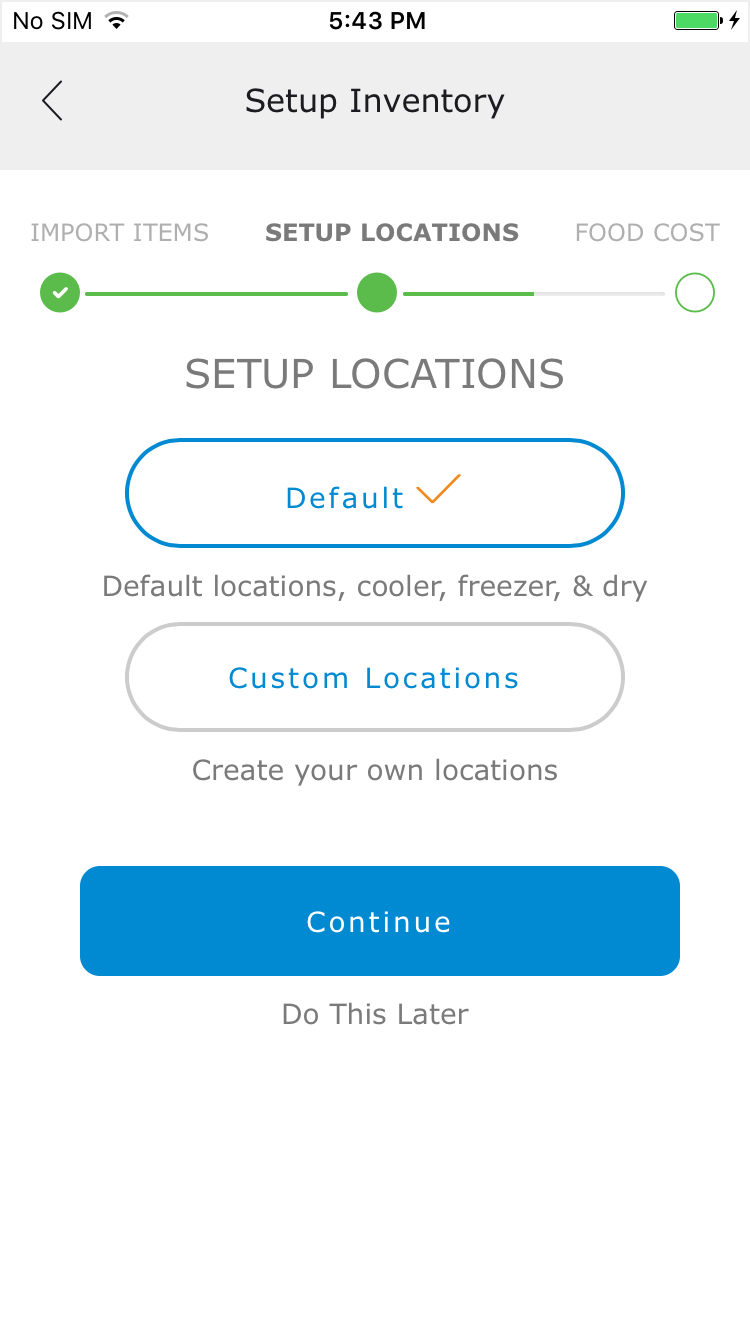 No SIM 5:43 PM
Setup Inventory
IMPORT ITEMS SETUP LOCATIONS FOOD COST
SETUP LOCATIONS
Default
Default locations, cooler, freezer, & dry
Custom Locations
Create your own locations
Continue
Do This Later